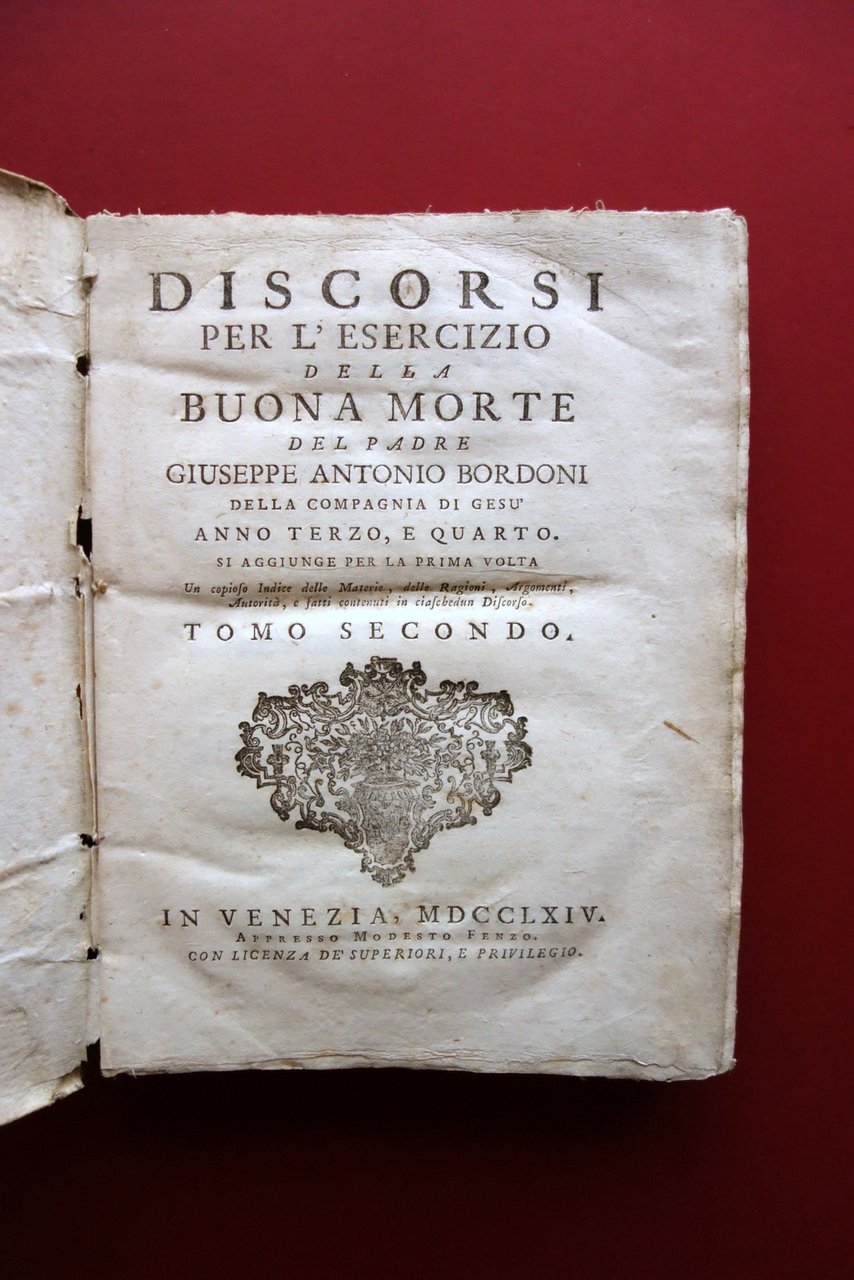 DISCORSI
PER L'ESERCIZIO
DELLA
BUONA MORTE
DEL PADRE
GIUSEPPE ANTONIO BORDONI
DELLA COMPAGNIA DI GESU'
ANNO TERZO, E QUARTO.
SI AGGIUNGE PER LA PRIMA VOLTA
Un copioſo Indice delle Materie, delle Ragioni, Argomenti,
Autorità, e fatti contenuti in ciaſchedun Diſcorſo.
TOMO SECONDO.
IN VENEZIA, MDCCLXIV.
APPRESSO MODESTO FENZO.
CON LICENZA DE' SUPERIORI, E PRIVILEGIO.